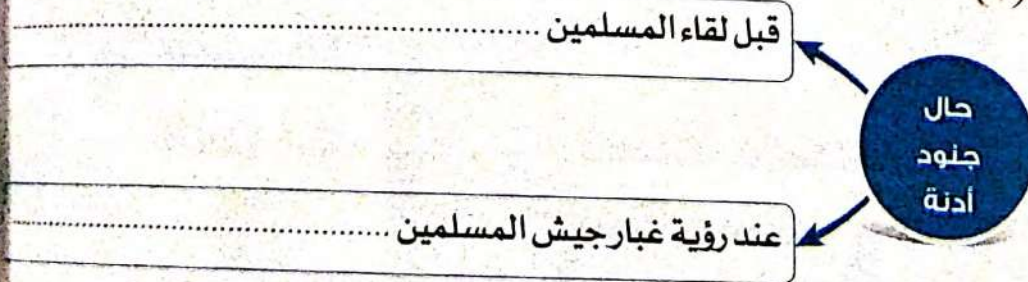 قبل لقاء المسلمين ........................................
حال
جنود
أدنة
عند رؤية غبار جيش المسلمين ........................................